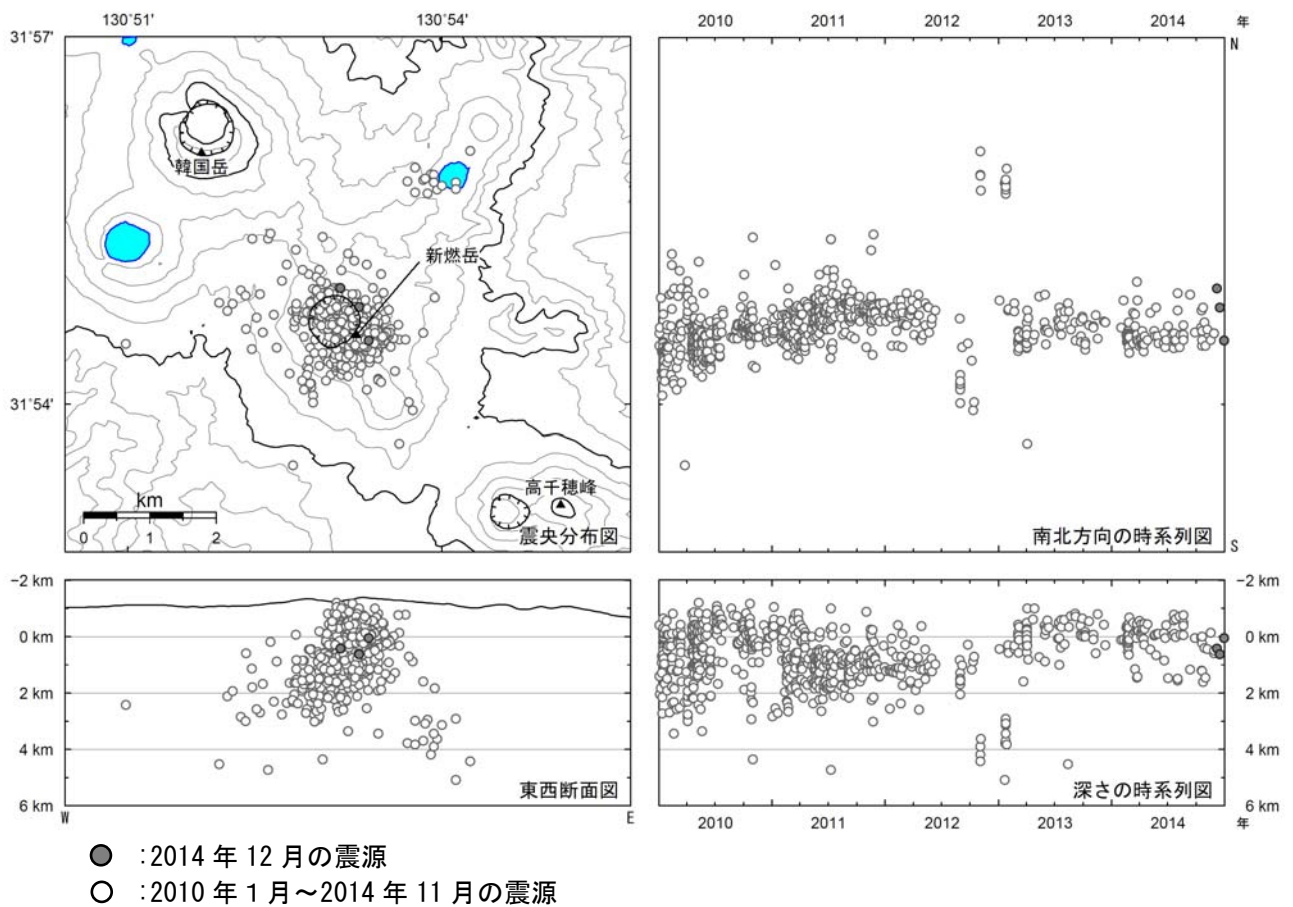 130°51′ 130°54′
2010 2011 2012 2013 2014 年
31°57′
N
韓国岳
新燃岳
31°54′
km
0 1 2
高千穂峰
震央分布図
南北方向の時系列図
S
−2 km
0 km
2 km
4 km
6 km
東西断面図
W E
−2 km
0 km
2 km
4 km
6 km
深さの時系列図
2010 2011 2012 2013 2014 年
:2014 年 12 月の震源
:2010 年 1 月~2014 年 11 月の震源